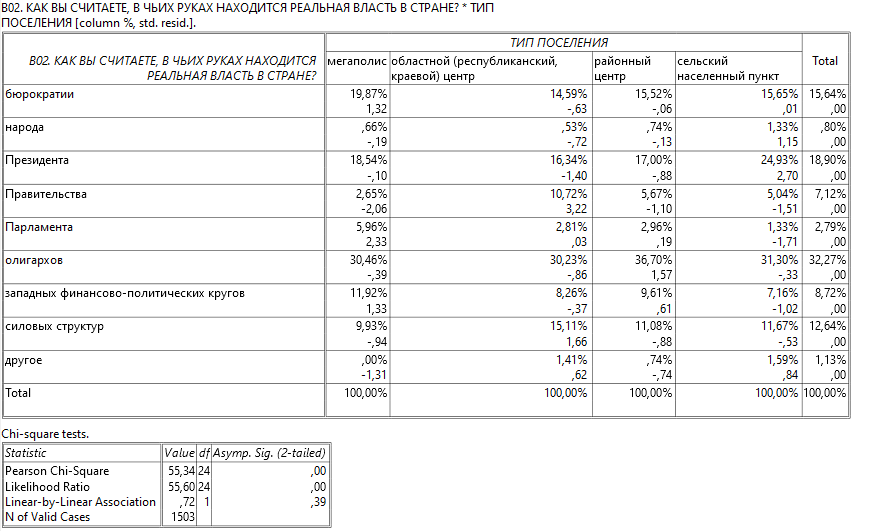 В02. КАК ВЫ СЧИТАЕТЕ, В ЧЬИХ РУКАХ НАХОДИТСЯ РЕАЛЬНАЯ ВЛАСТЬ В СТРАНЕ? * ТИП
ПОСЕЛЕНИЯ [column %, std. resid.].
ТИП ПОСЕЛЕНИЯ
В02. КАК ВЫ СЧИТАЕТЕ, В ЧЬИХ РУКАХ НАХОДИТСЯ мегаполис областной (республиканский, районный сельский Total
РЕАЛЬНАЯ ВЛАСТЬ В СТРАНЕ? краевой) центр центр населенный пункт
бюрократии 19,87% 14,59% 15,52% 15,65% 15,64%
1,32 -,63 -,06 ,01 ,00
народа ,66% ,53% ,74% 1,33% ,80%
-,19 -,72 -,13 1,15 ,00
Президента 18,54% 16,34% 17,00% 24,93% 18,90%
-,10 -1,40 -,88 2,70 ,00
Правительства 2,65% 10,72% 5,67% 5,04% 7,12%
-2,06 3,22 -1,10 -1,51 ,00
Парламента 5,96% 2,81% 2,96% 1,33% 2,79%
2,33 ,03 ,19 -1,71 ,00
олигархов 30,46% 30,23% 36,70% 31,30% 32,27%
-,39 -,86 1,57 -,33 ,00
западных финансово-политических кругов 11,92% 8,26% 9,61% 7,16% 8,72%
1,33 -,37 ,61 -1,02 ,00
силовых структур 9,93% 15,11% 11,08% 11,67% 12,64%
-,94 1,66 -,88 -,53 ,00
другое ,00% 1,41% ,74% 1,59% 1,13%
-1,31 ,62 -,74 ,84 ,00
Total 100,00% 100,00% 100,00% 100,00% 100,00%
Chi-square tests.
Statistic Value df Asymp. Sig. (2-tailed)
Pearson Chi-Square 55,34 24 ,00
Likelihood Ratio 55,60 24 ,00
Linear-by-Linear Association ,72 1 ,39
N of Valid Cases 1503